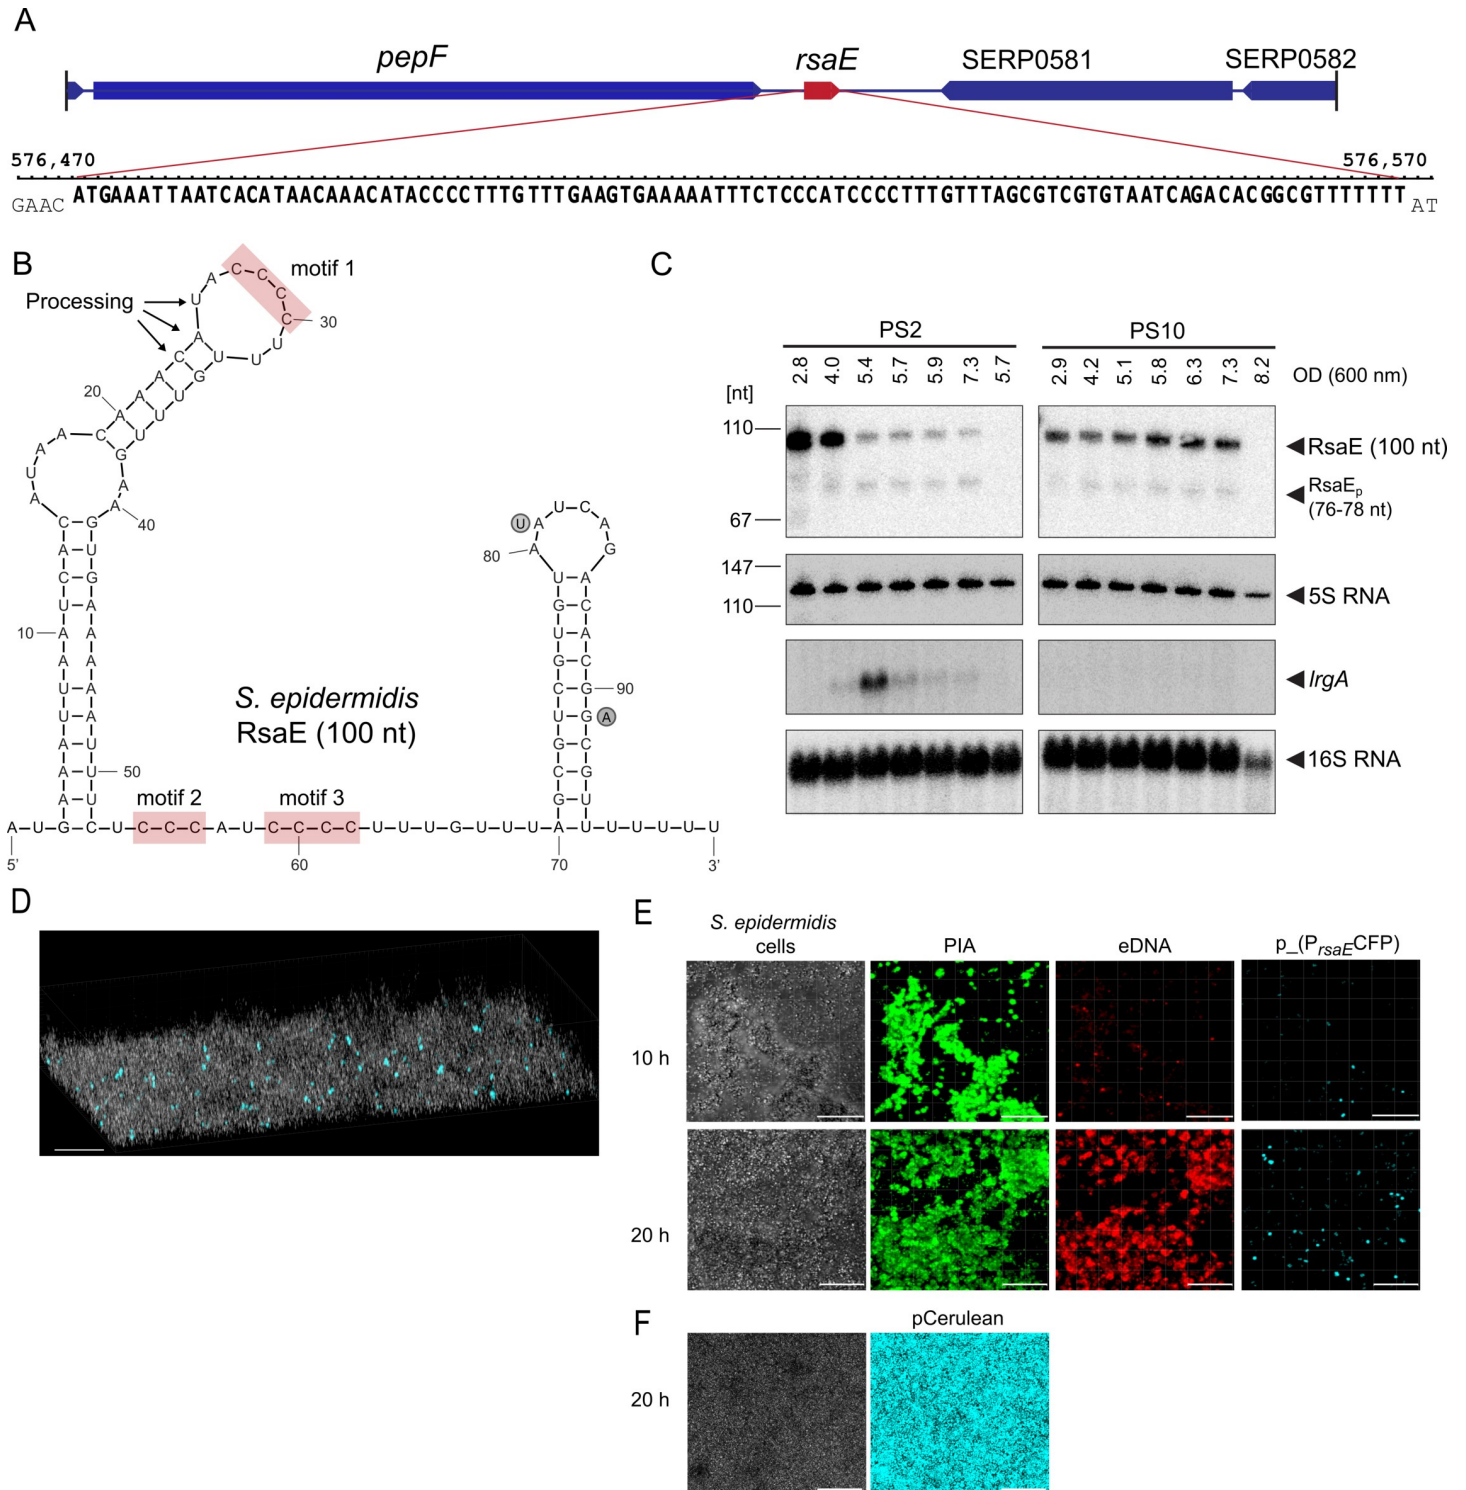 A
pepF
rsaE
SERP0581
SERP0582
576,470
576,570
GAAC ATGAAATTAATCACATAACAAACATACCCCTTTGTTTGAAGTGAAAAATTTCTCCCATCCCCTTTGTTTAGCGTCGTGTAATCAGACACGGCGTTTTTTT AT
B
motif 1
Processing
U A C C C C
30
A U U U
C G
A U
20 A U
A U
A A C G
U A
A A 40
C G
A U
C G
U A
10 A A
A A
A A
U A
U A
A U
A U 50
A U
80 A U A U C A G
U A
G C
U A
G C
C G 90
U G A
G C
C G
G U
S. epidermidis
RsaE (100 nt)
motif 2
motif 3
A-U-G-C-U-C-C-C-A-U-C-C-C-C-U-U-U-G-U-U-U-A-U-U-U-U-U-U
5' 60 70 3'
C
PS2
PS10
2.8 4.0 5.4 5.7 5.9 7.3 5.7
2.9 4.2 5.1 5.8 6.3 7.3 8.2
OD (600 nm)
[nt]
110
67
RsaE (100 nt)
RsaEp
(76-78 nt)
147
110
5S RNA
lrgA
16S RNA
D
E
S. epidermidis
cells
PIA
eDNA
p_(PrsaECFP)
10 h
20 h
F
pCerulean
20 h